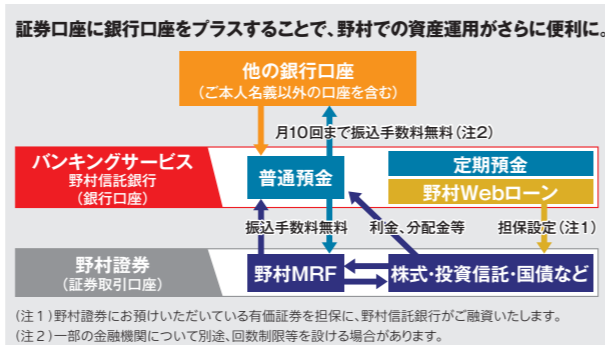 証券口座に銀行口座をプラスすることで、野村での資産運用がさらに便利に。
他の銀行口座
(ご本人名義以外の口座を含む)
月10回まで振込手数料無料(注2)
バンキングサービス
野村信託銀行
(銀行口座)
普通預金
定期預金
野村Webローン
振込手数料無料
利金、分配金等
担保設定(注1)
野村證券
(証券取引口座)
野村MRF
株式・投資信託・国債など
(注1)野村證券にお預けいただいている有価証券を担保に、野村信託銀行がご融資いたします。
(注2)一部の金融機関について別途、回数制限等を設ける場合があります。